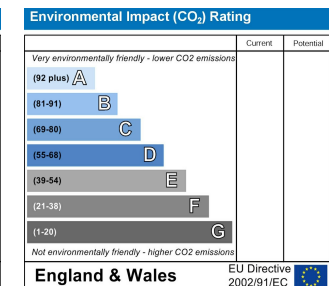 Environmental Impact (CO₂) Rating
Current Potential
Very environmentally friendly - lower CO2 emissions
(92 plus) A
(81-91) B
(69-80) C
(55-68) D
(39-54) E
(21-38) F
(1-20) G
Not environmentally friendly - higher CO2 emissions
England & Wales
EU Directive
2002/91/EC